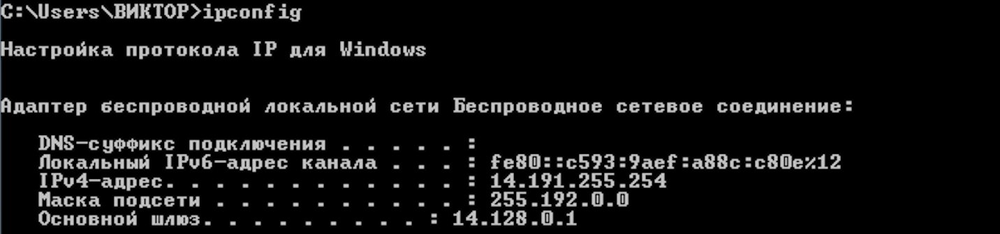 C:\Users\ВИКТОР>ipconfig
Настройка протокола IP для Windows
Адаптер беспроводной локальной сети Беспроводное сетевое соединение:
DNS-суффикс подключения . . . . . :
Локальный IPv6-адрес канала . . . : fe80::c593:9aef:a88c:c80e%12
IPv4-адрес. . . . . . . . . . . . : 14.191.255.254
Маска подсети . . . . . . . . . . : 255.192.0.0
Основной шлюз. . . . . . . . . : 14.128.0.1